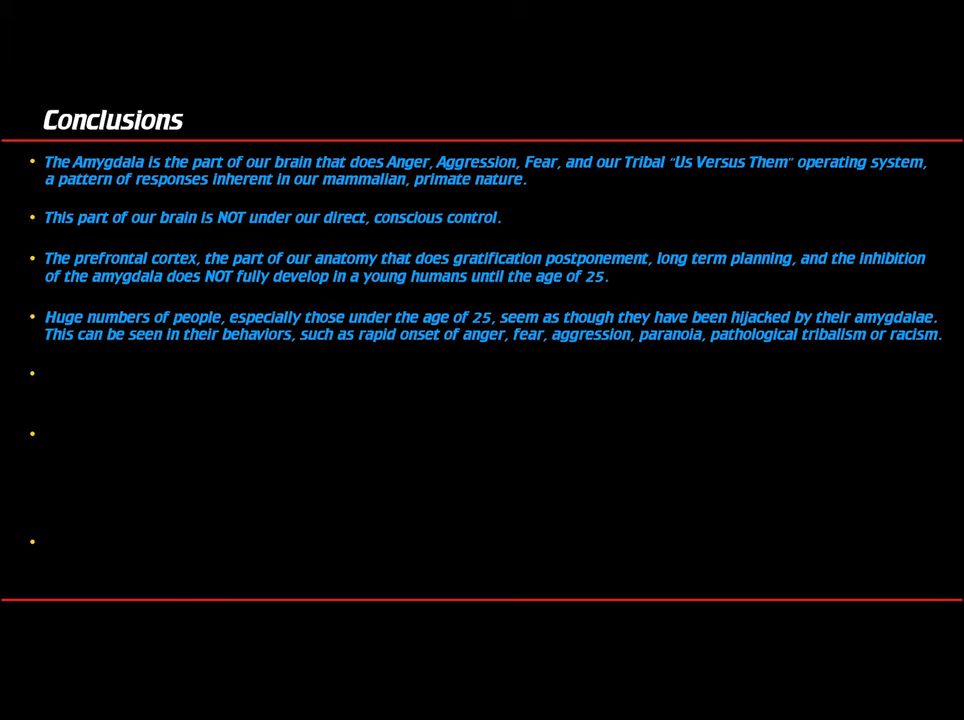 Conclusions
• The Amygdala is the part of our brain that does Anger, Aggression, Fear, and our Tribal "Us Versus Them" operating system,
a pattern of responses inherent in our mammalian, primate nature.
• This part of our brain is NOT under our direct, conscious control.
• The prefrontal cortex, the part of our anatomy that does gratification postponement, long term planning, and the inhibition
of the amygdala does NOT fully develop in a young humans until the age of 25.
• Huge numbers of people, especially those under the age of 25, seem as though they have been hijacked by their amygdalae.
This can be seen in their behaviors, such as rapid onset of anger, fear, aggression, paranoia, pathological tribalism or racism.
•
•
•